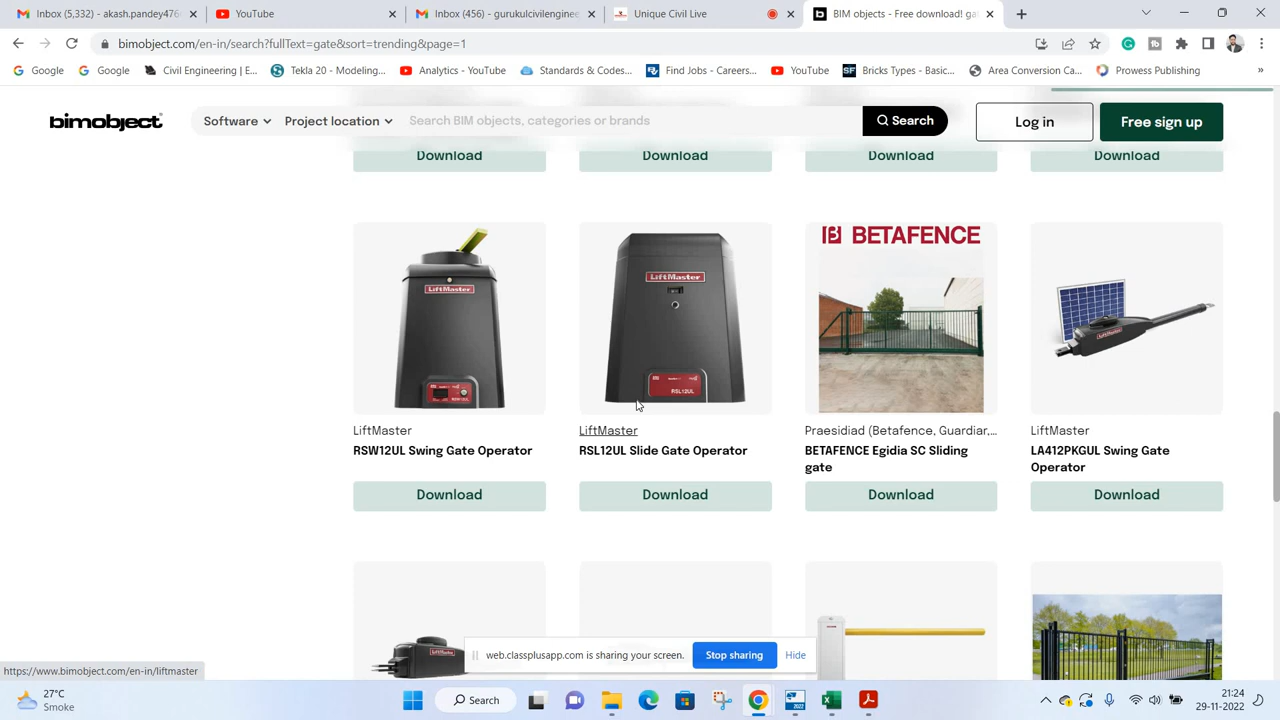 Inbox (5,332) - akash.pandey476
YouTube
Inbox (456) - gurukulcivilenginee
Unique Civil Live
BIM objects - Free download! ga
bimobject.com/en-in/search?fullText=gate&sort=trending&page=1
Google
Google
Civil Engineering | E...
Tekla 20 - Modeling...
Analytics - YouTube
Standards & Codes...
Find Jobs - Careers...
YouTube
Bricks Types - Basic...
Area Conversion Ca...
Prowess Publishing
»
bimobject
Software
Project location
Search BIM objects, categories or brands
Search
Log in
Free sign up
Download
Download
Download
Download
LiftMaster
LiftMaster
RSL12UL
BETAFENCE
LiftMaster
LiftMaster
Praesidiad (Betafence, Guardiar,...
LiftMaster
RSW12UL Swing Gate Operator
RSL12UL Slide Gate Operator
BETAFENCE Egidia SC Sliding
gate
LA412PKGUL Swing Gate
Operator
Download
Download
Download
Download
web.classplusapp.com is sharing your screen.
Stop sharing
Hide
https://www.bimobject.com/en-in/liftmaster
27°C
Smoke
Search
21:24
29-11-2022